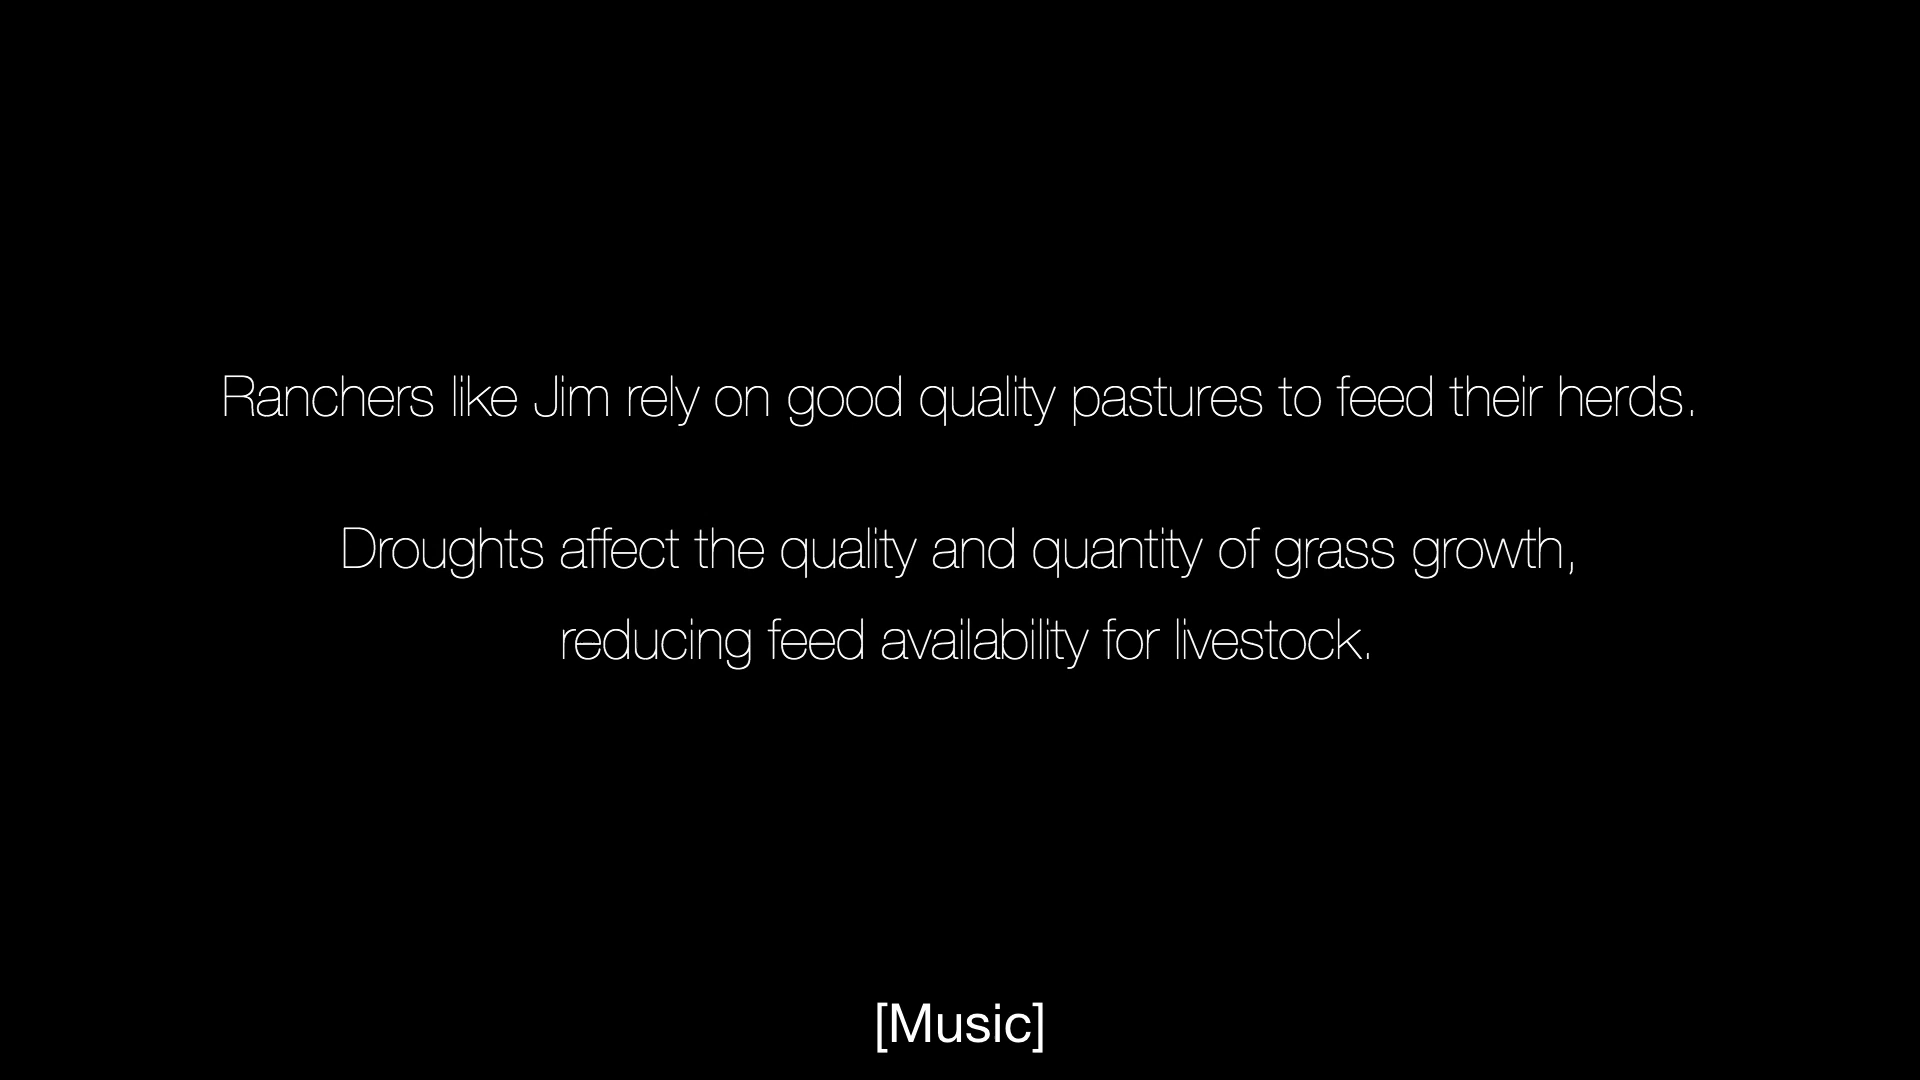 Ranchers like Jim rely on good quality pastures to feed their herds.
Droughts affect the quality and quantity of grass growth,
reducing feed availability for livestock.
[Music]